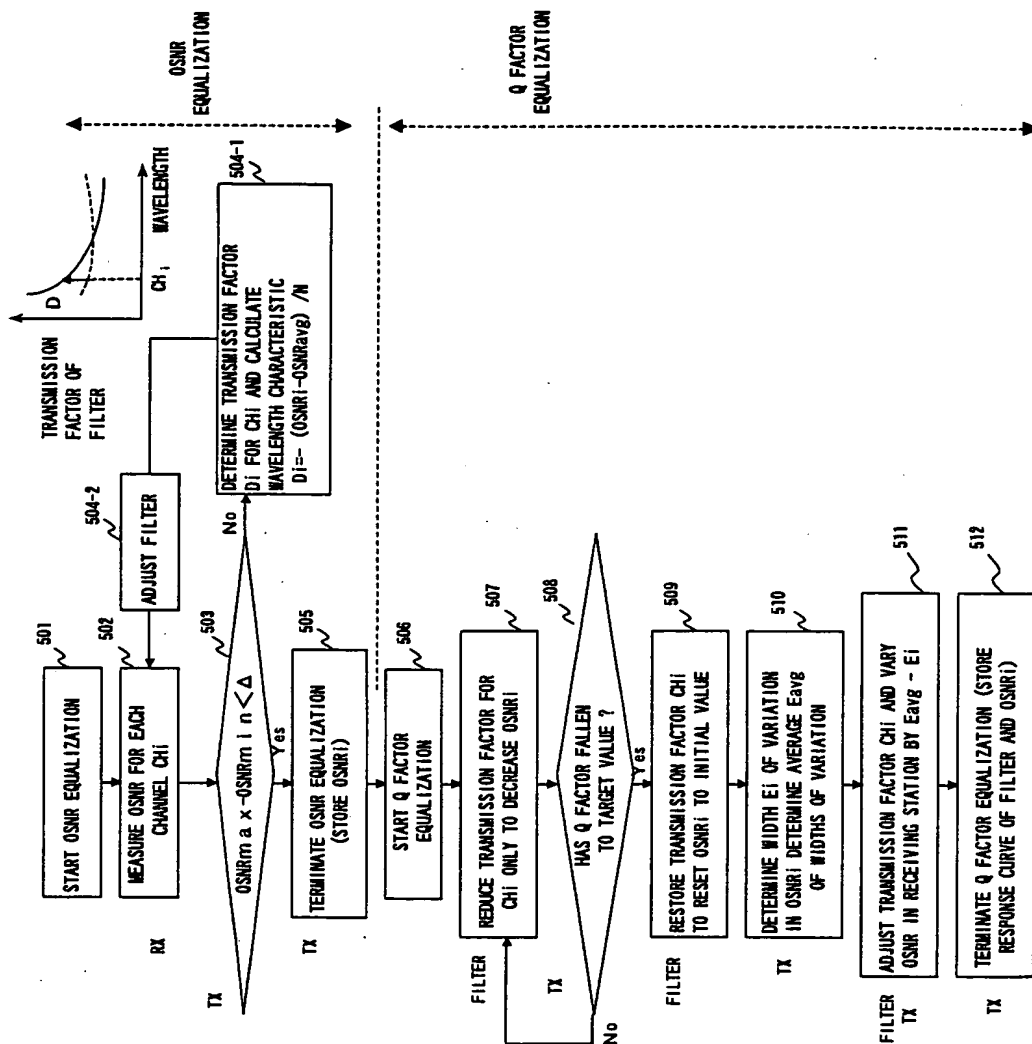 501
START OSNR EQUALIZATION
502
MEASURE OSNR FOR EACH
CHANNEL CHi
RX
503
OSNRmax-OSNRmin<Δ
TX
No
Yes
504-1
DETERMINE TRANSMISSION FACTOR
Di FOR CHi AND CALCULATE
WAVELENGTH CHARACTERISTIC
Di=-(OSNRi-OSNRavg)/N
504-2
ADJUST FILTER
TRANSMISSION
FACTOR OF
FILTER
D
CHi
WAVELENGTH
OSNR
EQUALIZATION
505
TERMINATE OSNR EQUALIZATION
(STORE OSNRi)
TX
Q FACTOR
EQUALIZATION
506
START Q FACTOR
EQUALIZATION
507
REDUCE TRANSMISSION FACTOR FOR
CHi ONLY TO DECREASE OSNRi
FILTER
508
HAS Q FACTOR FALLEN
TO TARGET VALUE ?
TX
No
Yes
509
RESTORE TRANSMISSION FACTOR CHi
TO RESET OSNRi TO INITIAL VALUE
FILTER
510
DETERMINE WIDTH Ei OF VARIATION
IN OSNRi DETERMINE AVERAGE Eavg
OF WIDTHS OF VARIATION
TX
511
ADJUST TRANSMISSION FACTOR CHi AND VARY
OSNR IN RECEIVING STATION BY Eavg - Ei
FILTER
TX
512
TERMINATE Q FACTOR EQUALIZATION (STORE
RESPONSE CURVE OF FILTER AND OSNRi)
TX